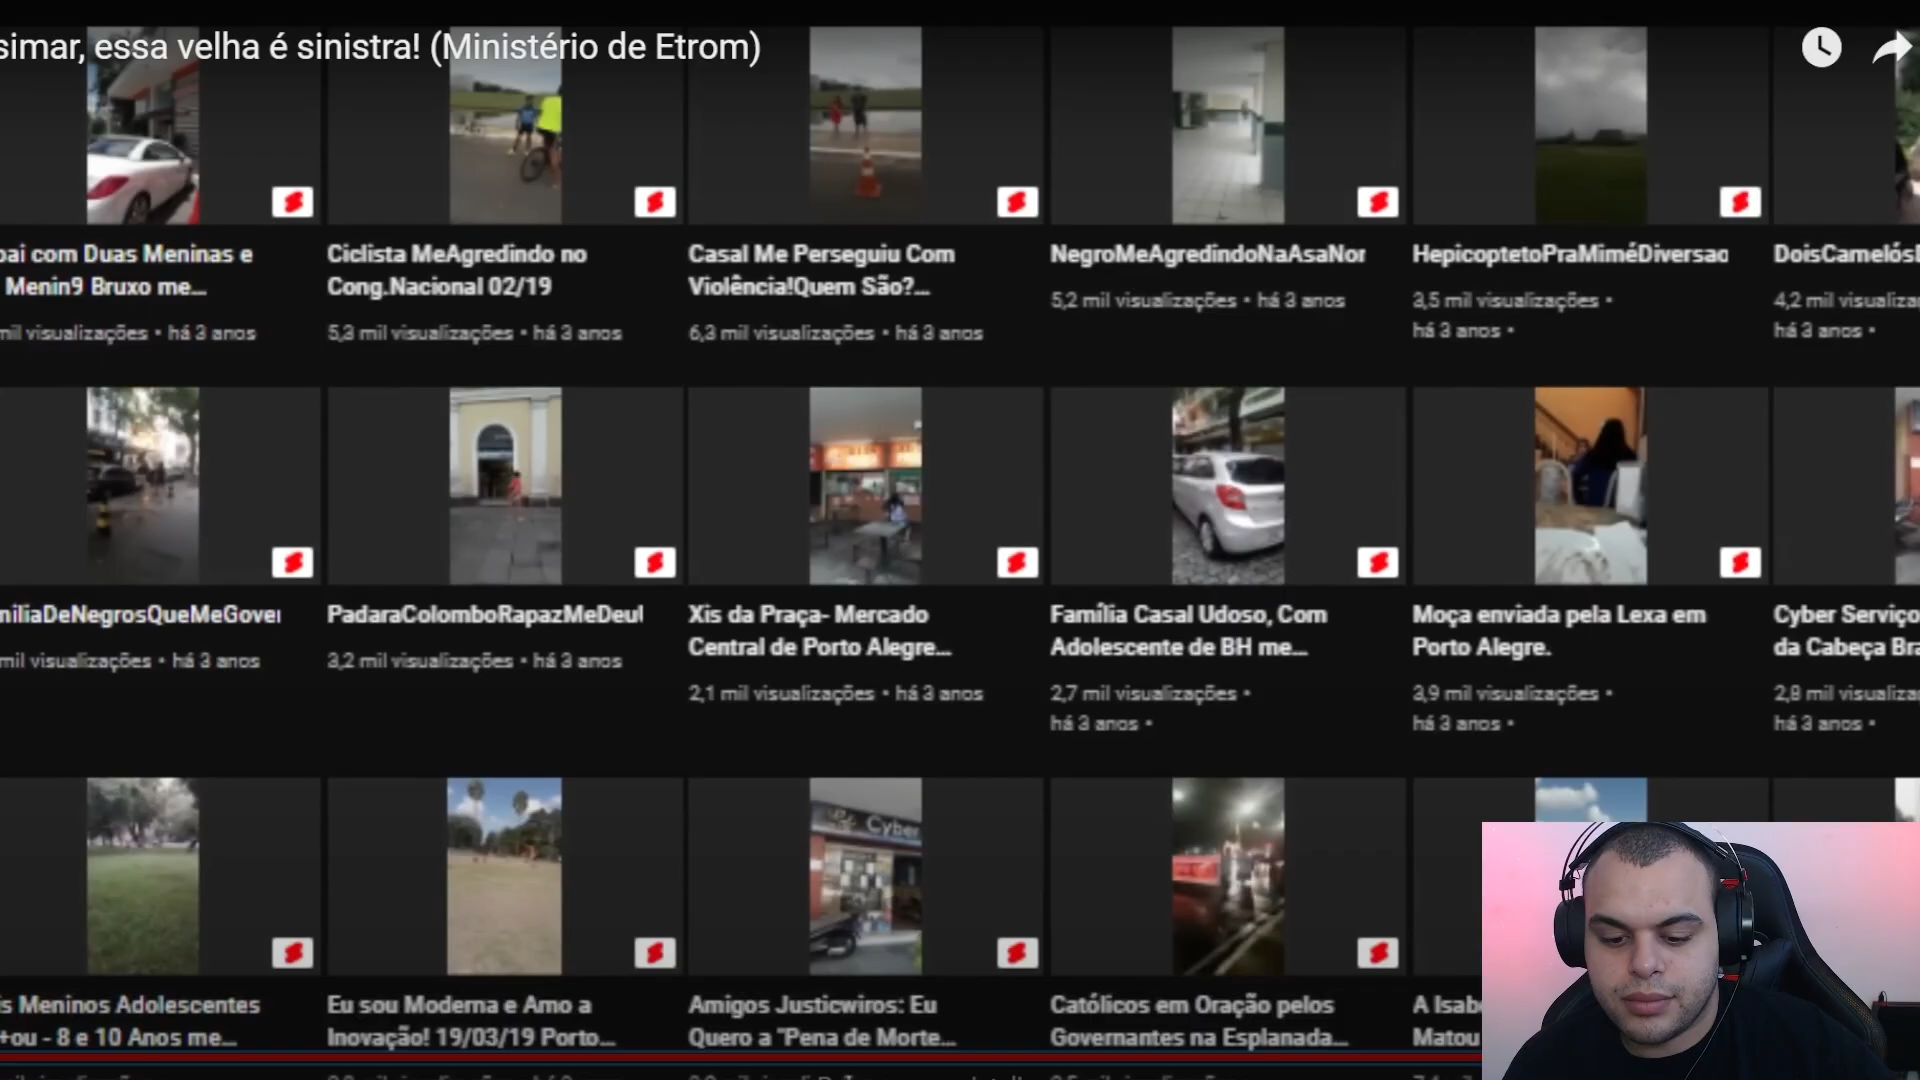 simar, essa velha é sinistra! (Ministério de Etrom)
pai com Duas Meninas e
Menin9 Bruxo me...
mil visualizações • há 3 anos
Ciclista MeAgredindo no
Cong.Nacional 02/19
5,3 mil visualizações • há 3 anos
Casal Me Perseguiu Com
Violência!Quem São?...
6,3 mil visualizações • há 3 anos
NegroMeAgredindoNaAsaNor
5,2 mil visualizações • há 3 anos
HepicoptetoPraMiméDiversao
3,5 mil visualizações •
há 3 anos •
DoisCamelós
4,2 mil visualiza
há 3 anos •
miliaDeNegrosQueMeGover
mil visualizações • há 3 anos
PadaraColomboRapazMeDeu
3,2 mil visualizações • há 3 anos
Xis da Praça- Mercado
Central de Porto Alegre...
2,1 mil visualizações • há 3 anos
Família Casal Udoso, Com
Adolescente de BH me...
2,7 mil visualizações •
há 3 anos •
Moça enviada pela Lexa em
Porto Alegre.
3,9 mil visualizações •
há 3 anos •
Cyber Serviço
da Cabeça Bra
2,8 mil visualiza
há 3 anos •
Cyber
is Meninos Adolescentes
+ou - 8 e 10 Anos me...
Eu sou Moderna e Amo a
Inovação! 19/03/19 Porto...
Amigos Justicwiros: Eu
Quero a "Pena de Morte...
Católicos em Oração pelos
Governantes na Esplanada...
A Isab
Matou